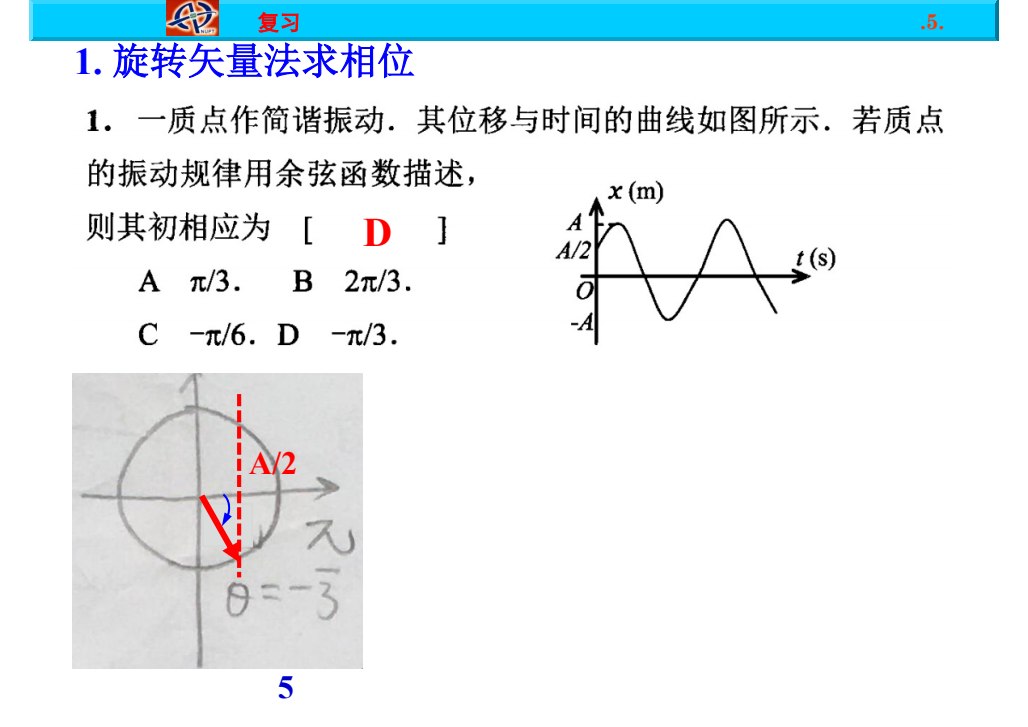 复习 .5.
1. 旋转矢量法求相位
1. 一质点作简谐振动．其位移与时间的曲线如图所示．若质点
的振动规律用余弦函数描述，
则其初相应为 [ D ]
A π/3． B 2π/3．
C −π/6． D −π/3．
x (m)
A
A/2
t (s)
O
-A
A/2
θ = -π/3
5